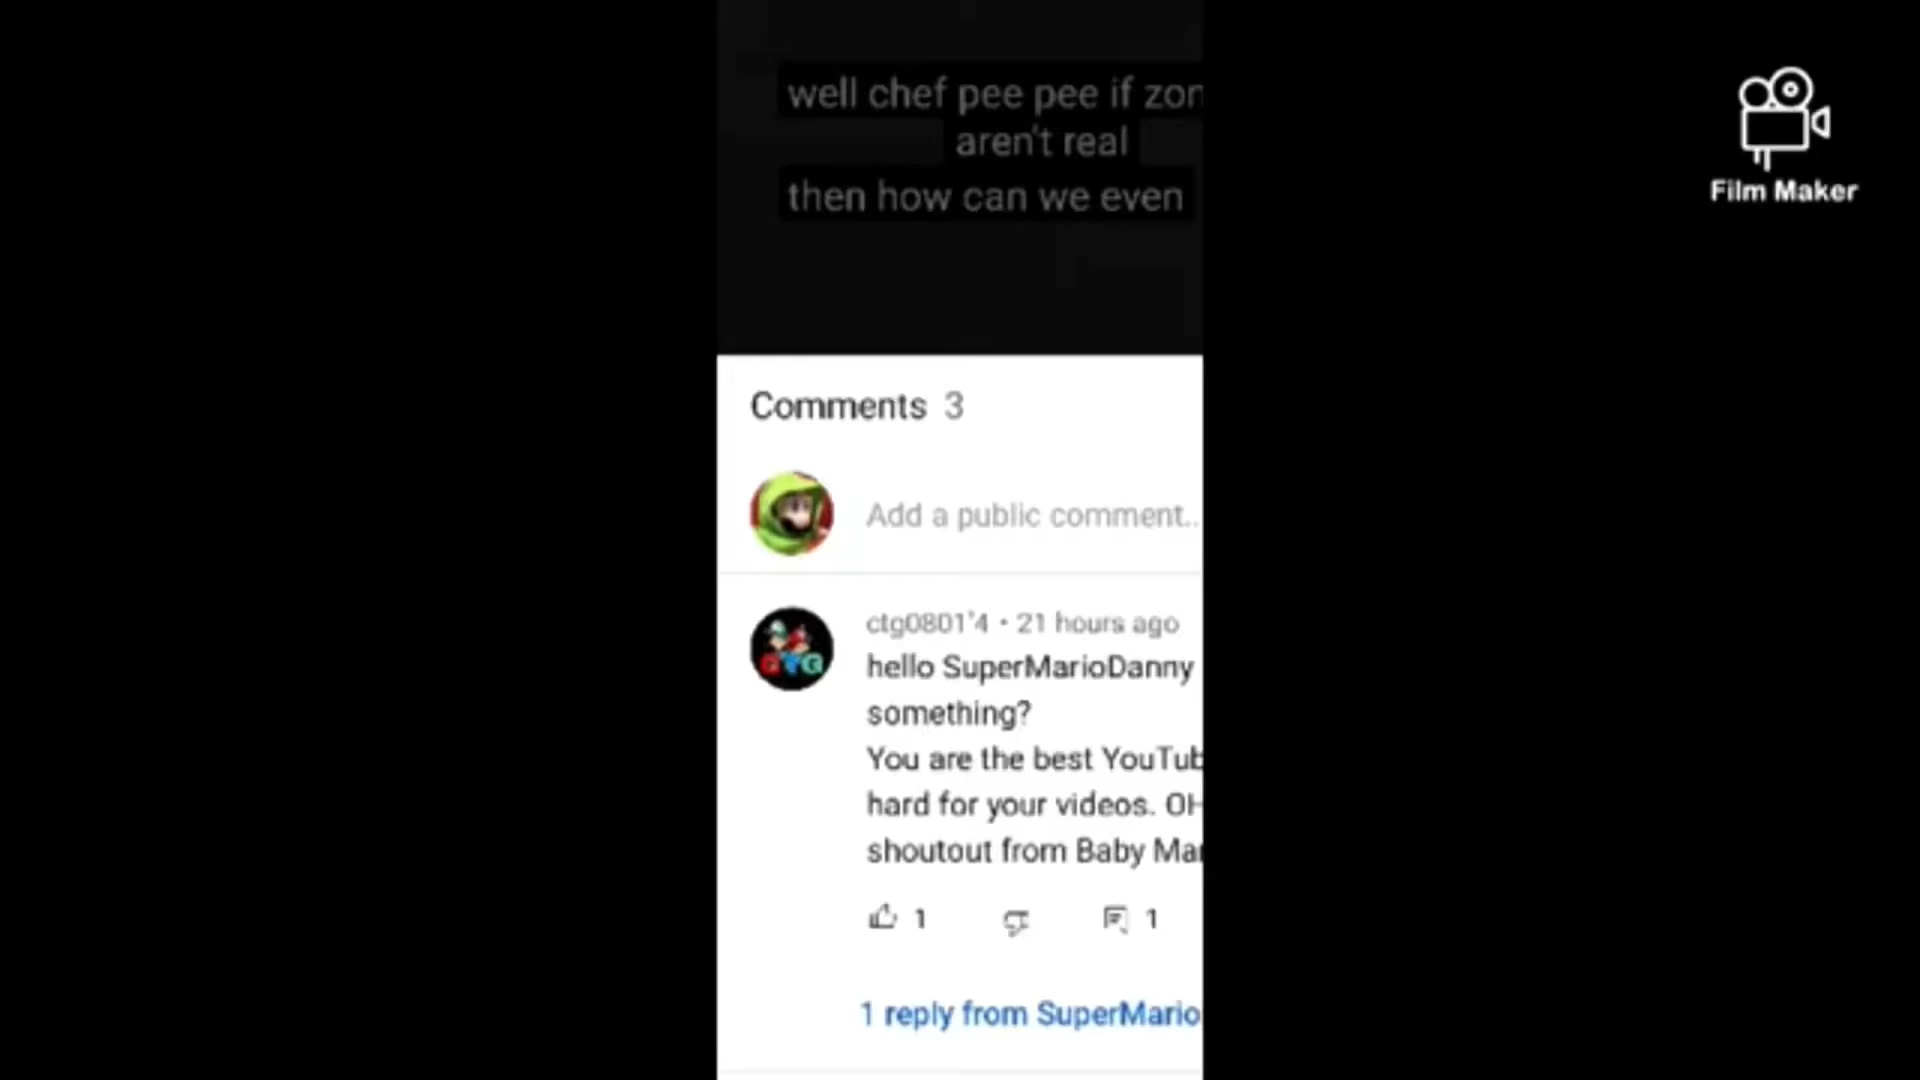 well chef pee pee if zon
aren't real
then how can we even
Film Maker
Comments 3
Add a public comment..
ctg0801'4 • 21 hours ago
hello SuperMarioDanny
something?
You are the best YouTub
hard for your videos. OH
shoutout from Baby Mar
1
1
1 reply from SuperMario